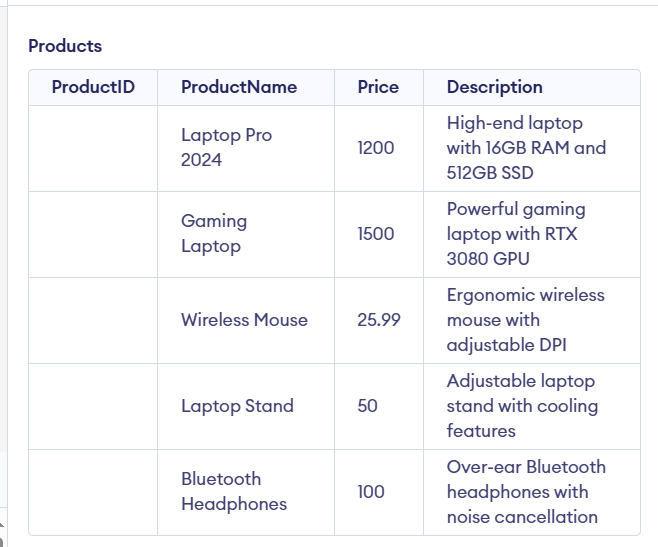 Products
ProductID ProductName Price Description
Laptop Pro 2024 1200 High-end laptop with 16GB RAM and 512GB SSD
Gaming Laptop 1500 Powerful gaming laptop with RTX 3080 GPU
Wireless Mouse 25.99 Ergonomic wireless mouse with adjustable DPI
Laptop Stand 50 Adjustable laptop stand with cooling features
Bluetooth Headphones 100 Over-ear Bluetooth headphones with noise cancellation